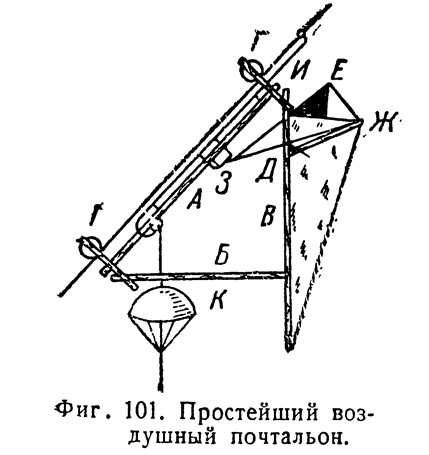 Г
И
Е
Ж
З
Д
А
В
Г
Б
К
Фиг. 101. Простейший воз-
душный почтальон.